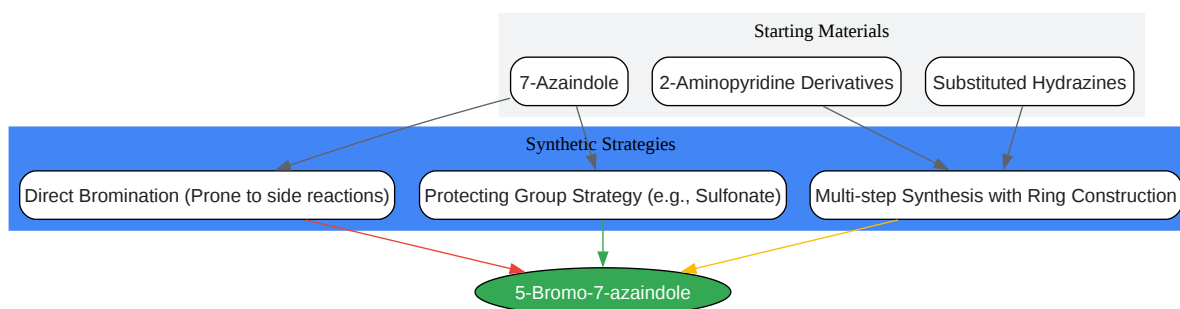 Starting Materials
7-Azaindole
2-Aminopyridine Derivatives
Substituted Hydrazines
Synthetic Strategies
Direct Bromination (Prone to side reactions)
Protecting Group Strategy (e.g., Sulfonate)
Multi-step Synthesis with Ring Construction
5-Bromo-7-azaindole